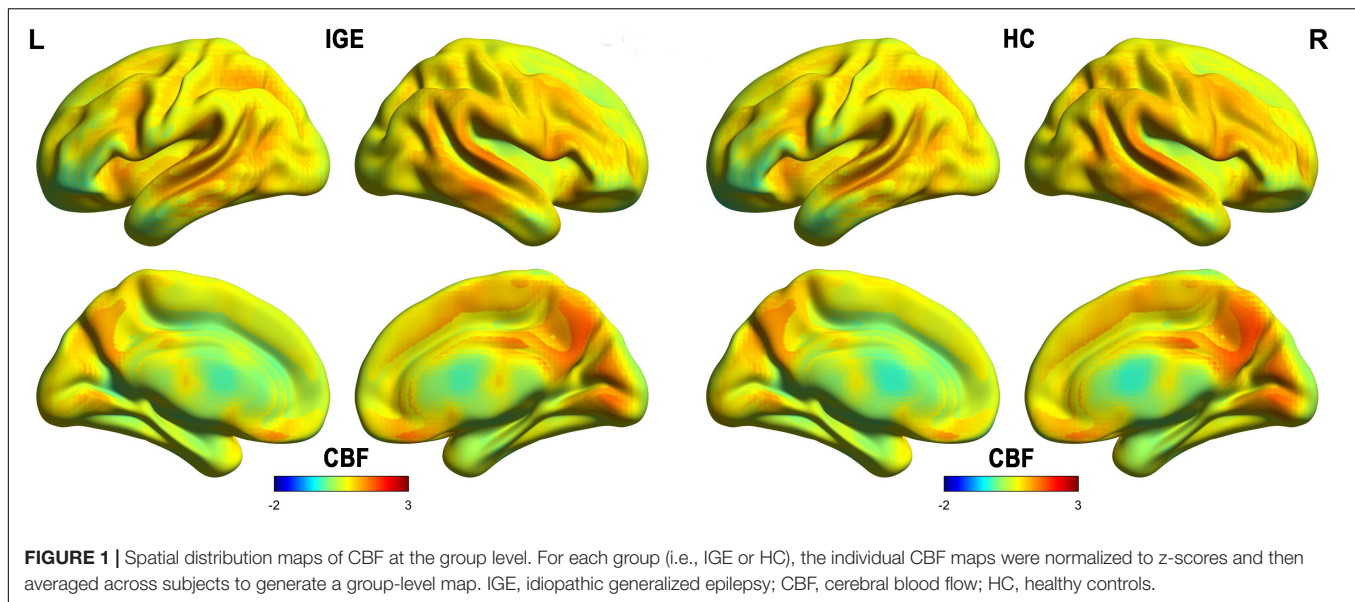 L IGE HC R
CBF CBF
-2 3 -2 3
FIGURE 1 | Spatial distribution maps of CBF at the group level. For each group (i.e., IGE or HC), the individual CBF maps were normalized to z-scores and then
averaged across subjects to generate a group-level map. IGE, idiopathic generalized epilepsy; CBF, cerebral blood flow; HC, healthy controls.